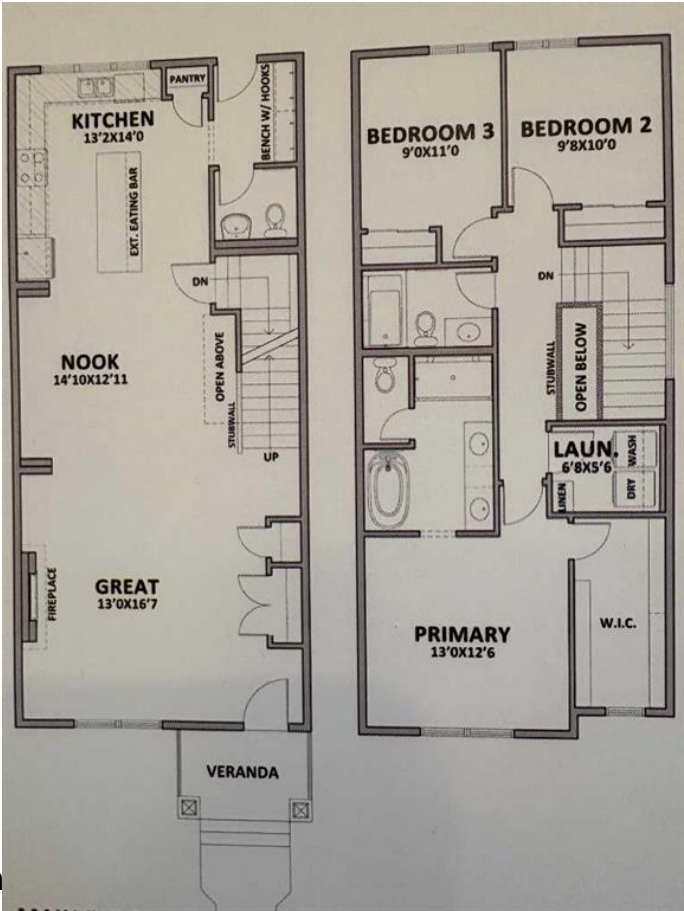 KITCHEN
13'2X14'0
PANTRY
BENCH W/ HOOKS
EXT. EATING BAR
DN
NOOK
14'10X12'11
OPEN ABOVE
STUBWALL
UP
GREAT
13'0X16'7
FIREPLACE
VERANDA
BEDROOM 3
9'0X11'0
BEDROOM 2
9'8X10'0
DN
STUBWALL
OPEN BELOW
LAUN.
6'8X5'6
WASH
DRY
LINEN
PRIMARY
13'0X12'6
W.I.C.